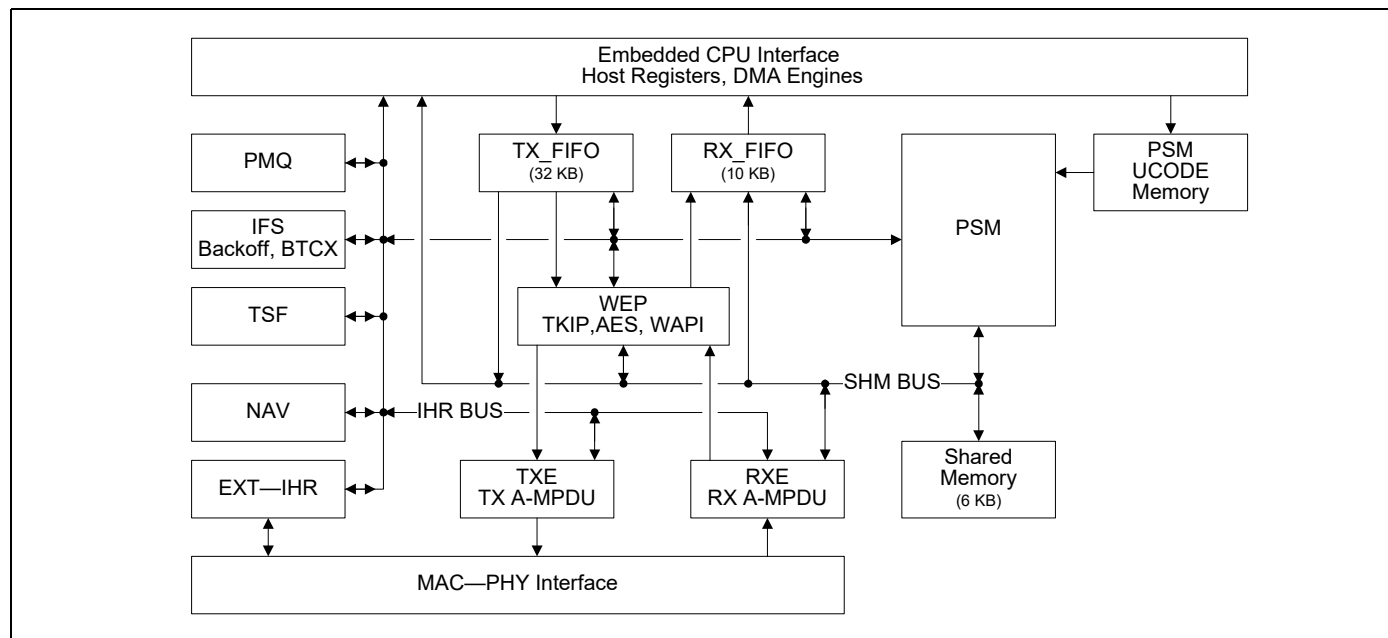 Embedded CPU Interface
Host Registers, DMA Engines
PMQ
TX_FIFO
(32 KB)
RX_FIFO
(10 KB)
PSM
PSM
UCODE
Memory
IFS
Backoff, BTCX
TSF
WEP
TKIP,AES, WAPI
SHM BUS
NAV
IHR BUS
EXT—IHR
TXE
TX A-MPDU
RXE
RX A-MPDU
Shared
Memory
(6 KB)
MAC—PHY Interface